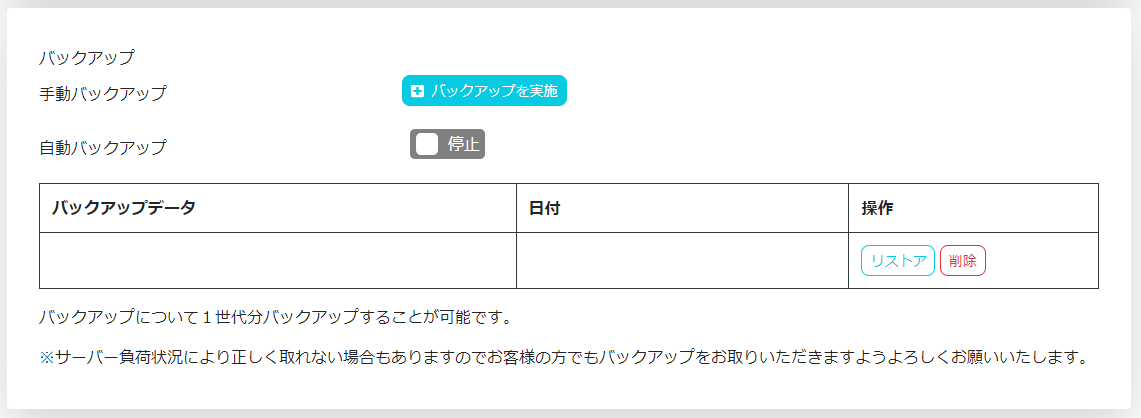 バックアップ
手動バックアップ
バックアップを実施
自動バックアップ
停止
バックアップデータ 日付 操作
リストア 削除
バックアップについて１世代分バックアップすることが可能です。
※サーバー負荷状況により正しく取れない場合もありますのでお客様の方でもバックアップをお取りいただきますようよろしくお願いいたします。